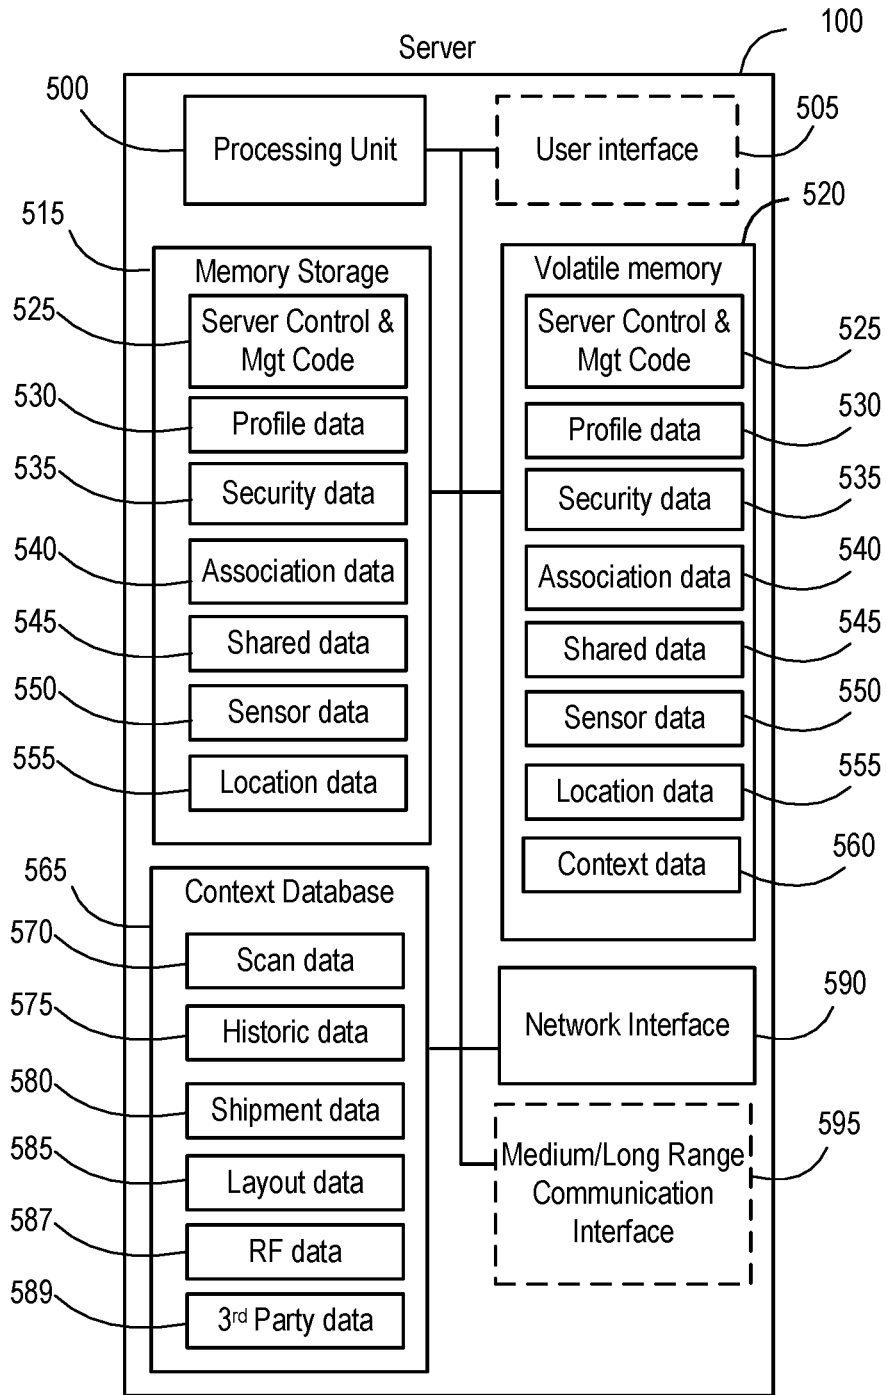 Server
100
500
Processing Unit
User interface
505
515
520
Memory Storage
525
Server Control &
Mgt Code
530
Profile data
535
Security data
540
Association data
545
Shared data
550
Sensor data
555
Location data
Volatile memory
Server Control &
Mgt Code
525
Profile data
530
Security data
535
Association data
540
Shared data
545
Sensor data
550
Location data
555
Context data
560
565
Context Database
570
Scan data
575
Historic data
580
Shipment data
585
Layout data
587
RF data
589
3rd Party data
Network Interface
590
Medium/Long Range
Communication
Interface
595